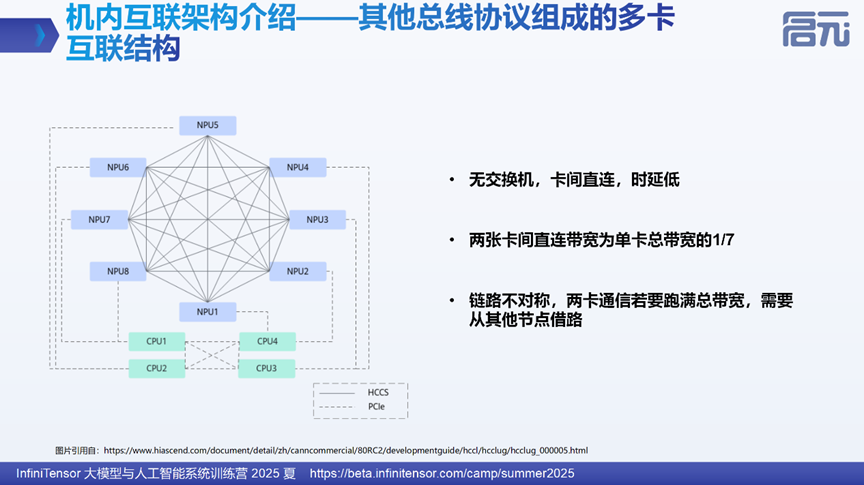 机内互联架构介绍——其他总线协议组成的多卡
互联结构
启元
NPU5
NPU6
NPU4
NPU7
NPU3
NPU8
NPU2
NPU1
CPU1
CPU4
CPU2
CPU3
HCCS
PCIe
• 无交换机，卡间直连，时延低
• 两张卡间直连带宽为单卡总带宽的1/7
• 链路不对称，两卡通信若要跑满总带宽，需要
从其他节点借路
图片引用自：https://www.hiascend.com/document/detail/zh/canncommercial/80RC2/developmentguide/hccl/hcclug/hcclug_000005.html
InfiniTensor 大模型与人工智能系统训练营 2025 夏 https://beta.infinitensor.com/camp/summer2025